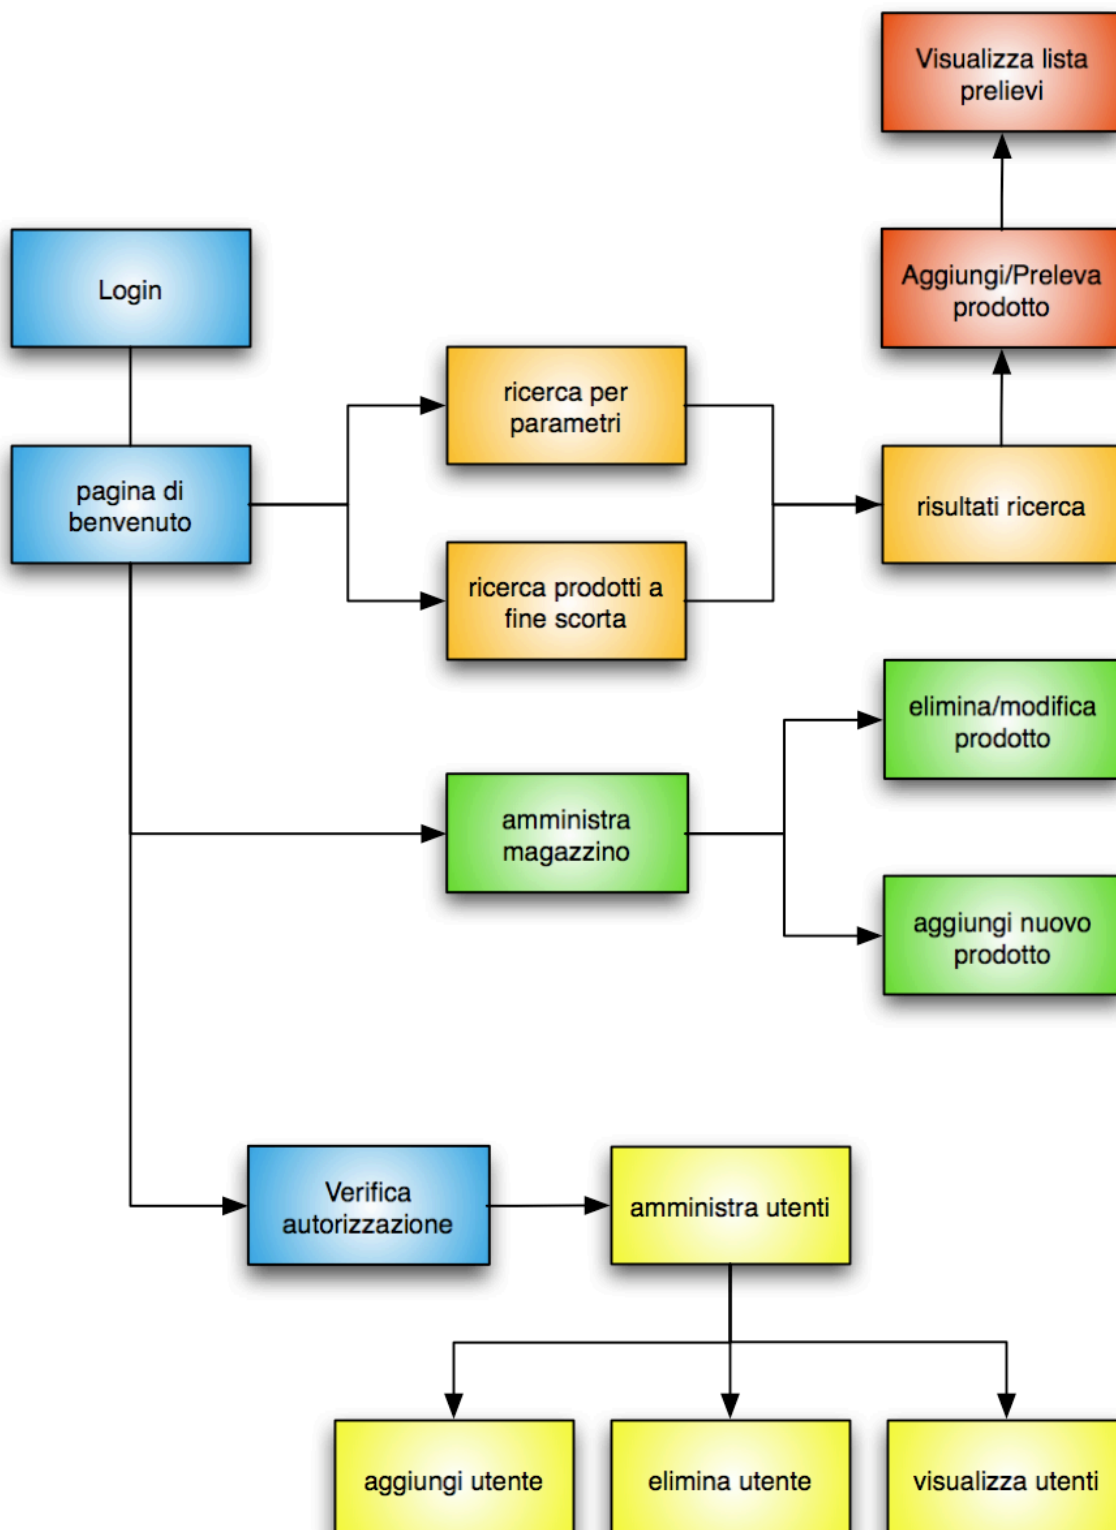 Visualizza lista
prelievi
Login
Aggiungi/Preleva
prodotto
ricerca per
parametri
pagina di
benvenuto
risultati ricerca
ricerca prodotti a
fine scorta
elimina/modifica
prodotto
amministra
magazzino
aggiungi nuovo
prodotto
Verifica
autorizzazione
amministra utenti
aggiungi utente
elimina utente
visualizza utenti